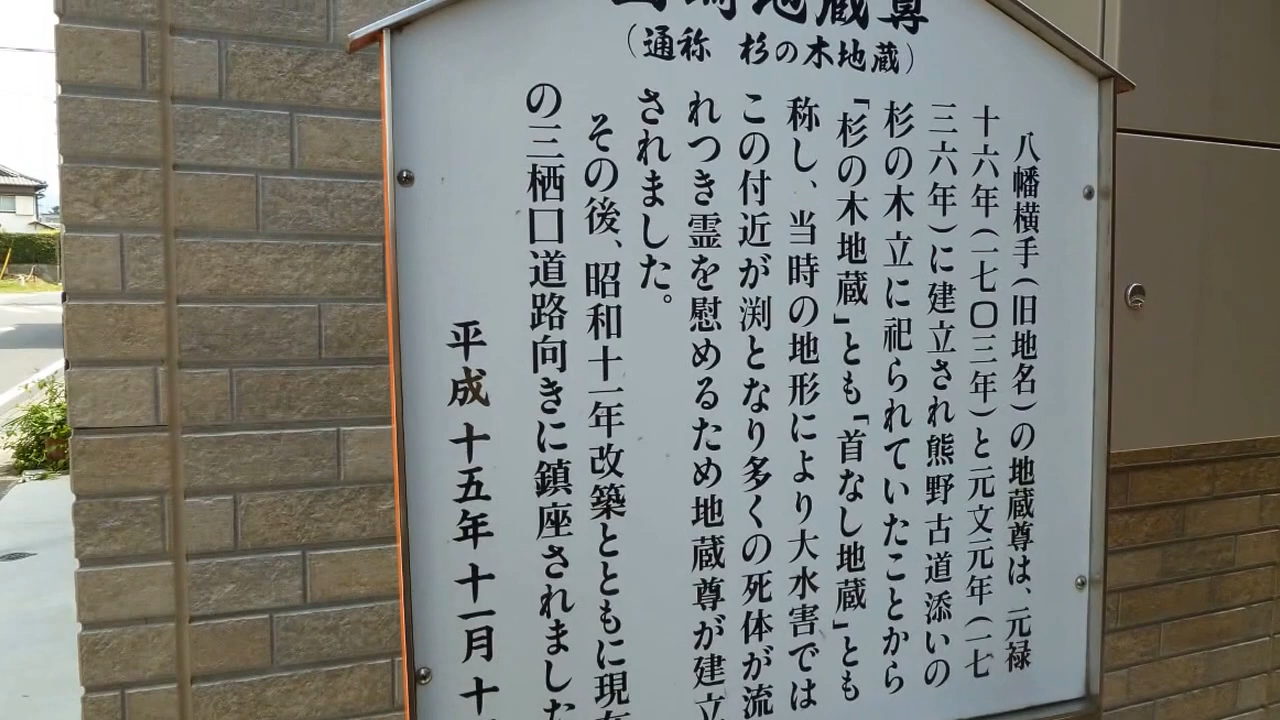 地蔵尊
（通称　杉の木地蔵）
八幡横手（旧地名）の地蔵尊は、元禄
十六年（一七〇三年）と元文元年（一七
三六年）に建立され熊野古道添いの
杉の木立に祀られていたことから
「杉の木地蔵」とも「首なし地蔵」とも
称し、当時の地形により大水害では
この付近が渕となり多くの死体が流
れつき霊を慰めるため地蔵尊が建立
されました。
その後、昭和十一年改築とともに現在
の三栖口道路向きに鎮座されました
平成十五年十一月十